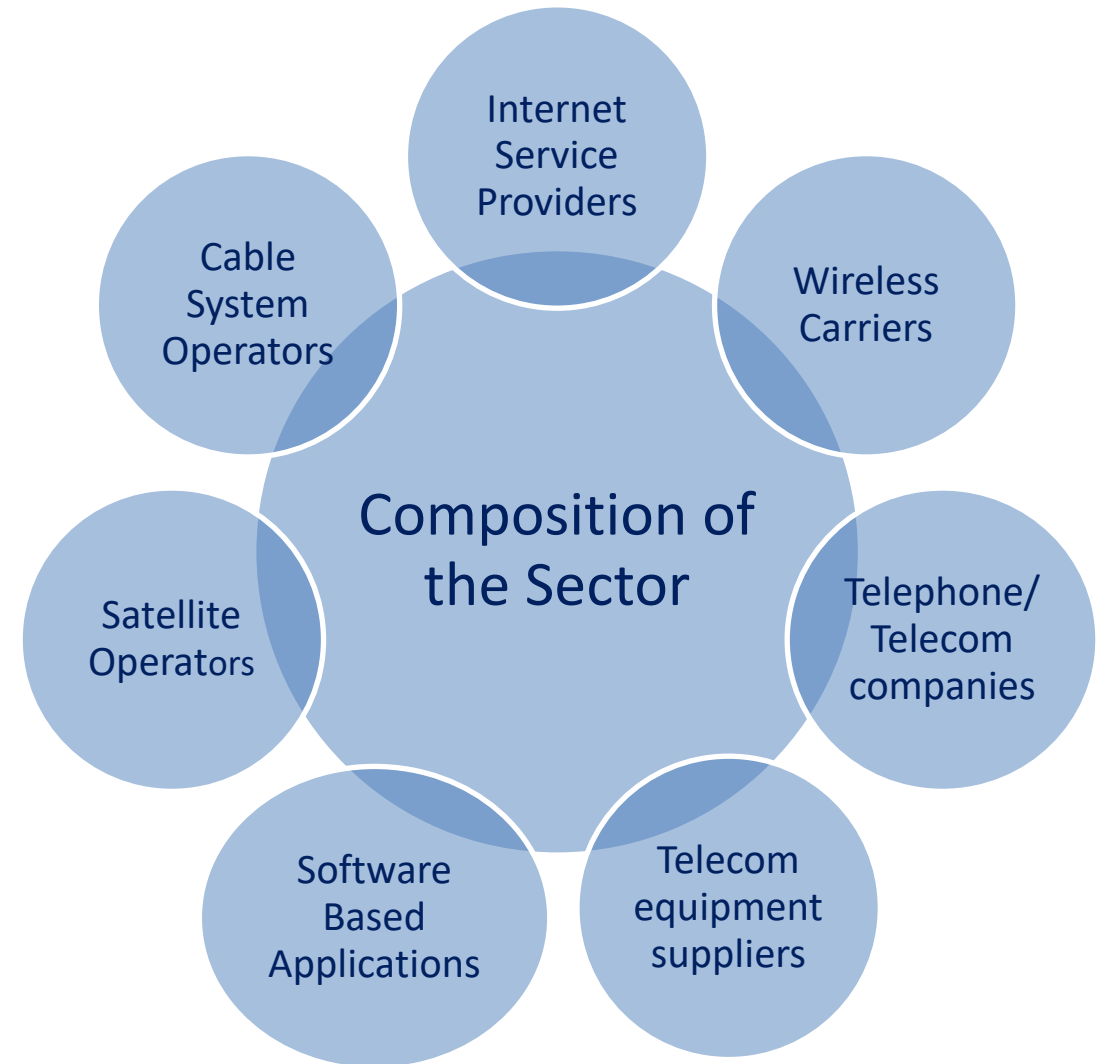 Internet
Service
Providers
Cable
System
Operators
Wireless
Carriers
Composition of
the Sector
Satellite
Operators
Telephone/
Telecom
companies
Software
Based
Applications
Telecom
equipment
suppliers